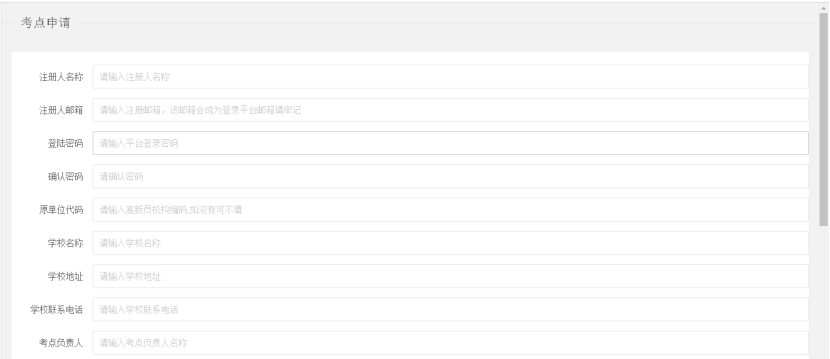 考点申请
注册人名称 请输入注册人名称
注册人邮箱 请输入注册邮箱，该邮箱会成为登录平台邮箱请牢记
登陆密码 请输入平台登录密码
确认密码 请确认密码
原单位代码 请输入高新员机构编码,如没有可不填
学校名称 请输入学校名称
学校地址 请输入学校地址
学校联系电话 请输入学校联系电话
考点负责人 请输入考点负责人名称